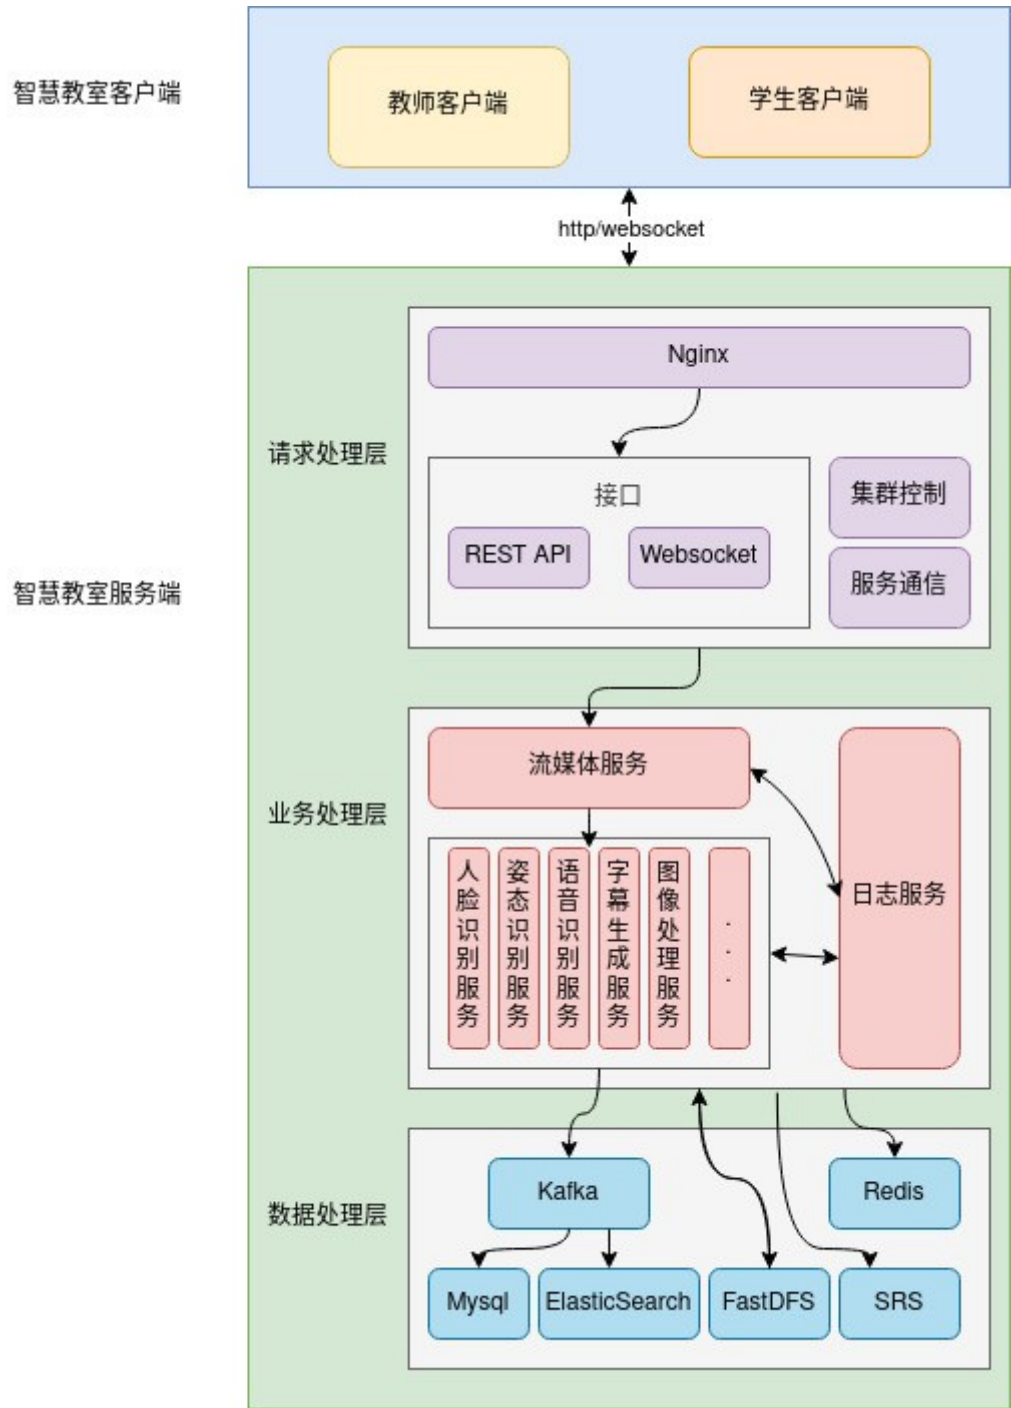 智慧教室客户端
教师客户端
学生客户端
http/websocket
智慧教室服务端
请求处理层
Nginx
接口
REST API
Websocket
集群控制
服务通信
业务处理层
流媒体服务
人脸识别服务
姿态识别服务
语音识别服务
字幕生成服务
图像处理服务
...
日志服务
数据处理层
Kafka
Redis
Mysql
ElasticSearch
FastDFS
SRS